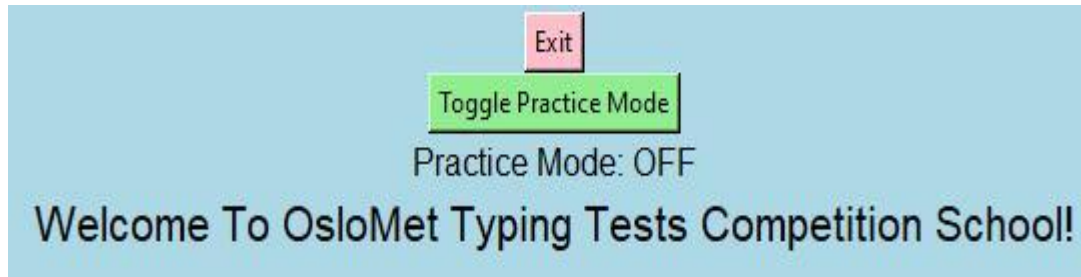 Exit
Toggle Practice Mode
Practice Mode: OFF
Welcome To OsloMet Typing Tests Competition School!